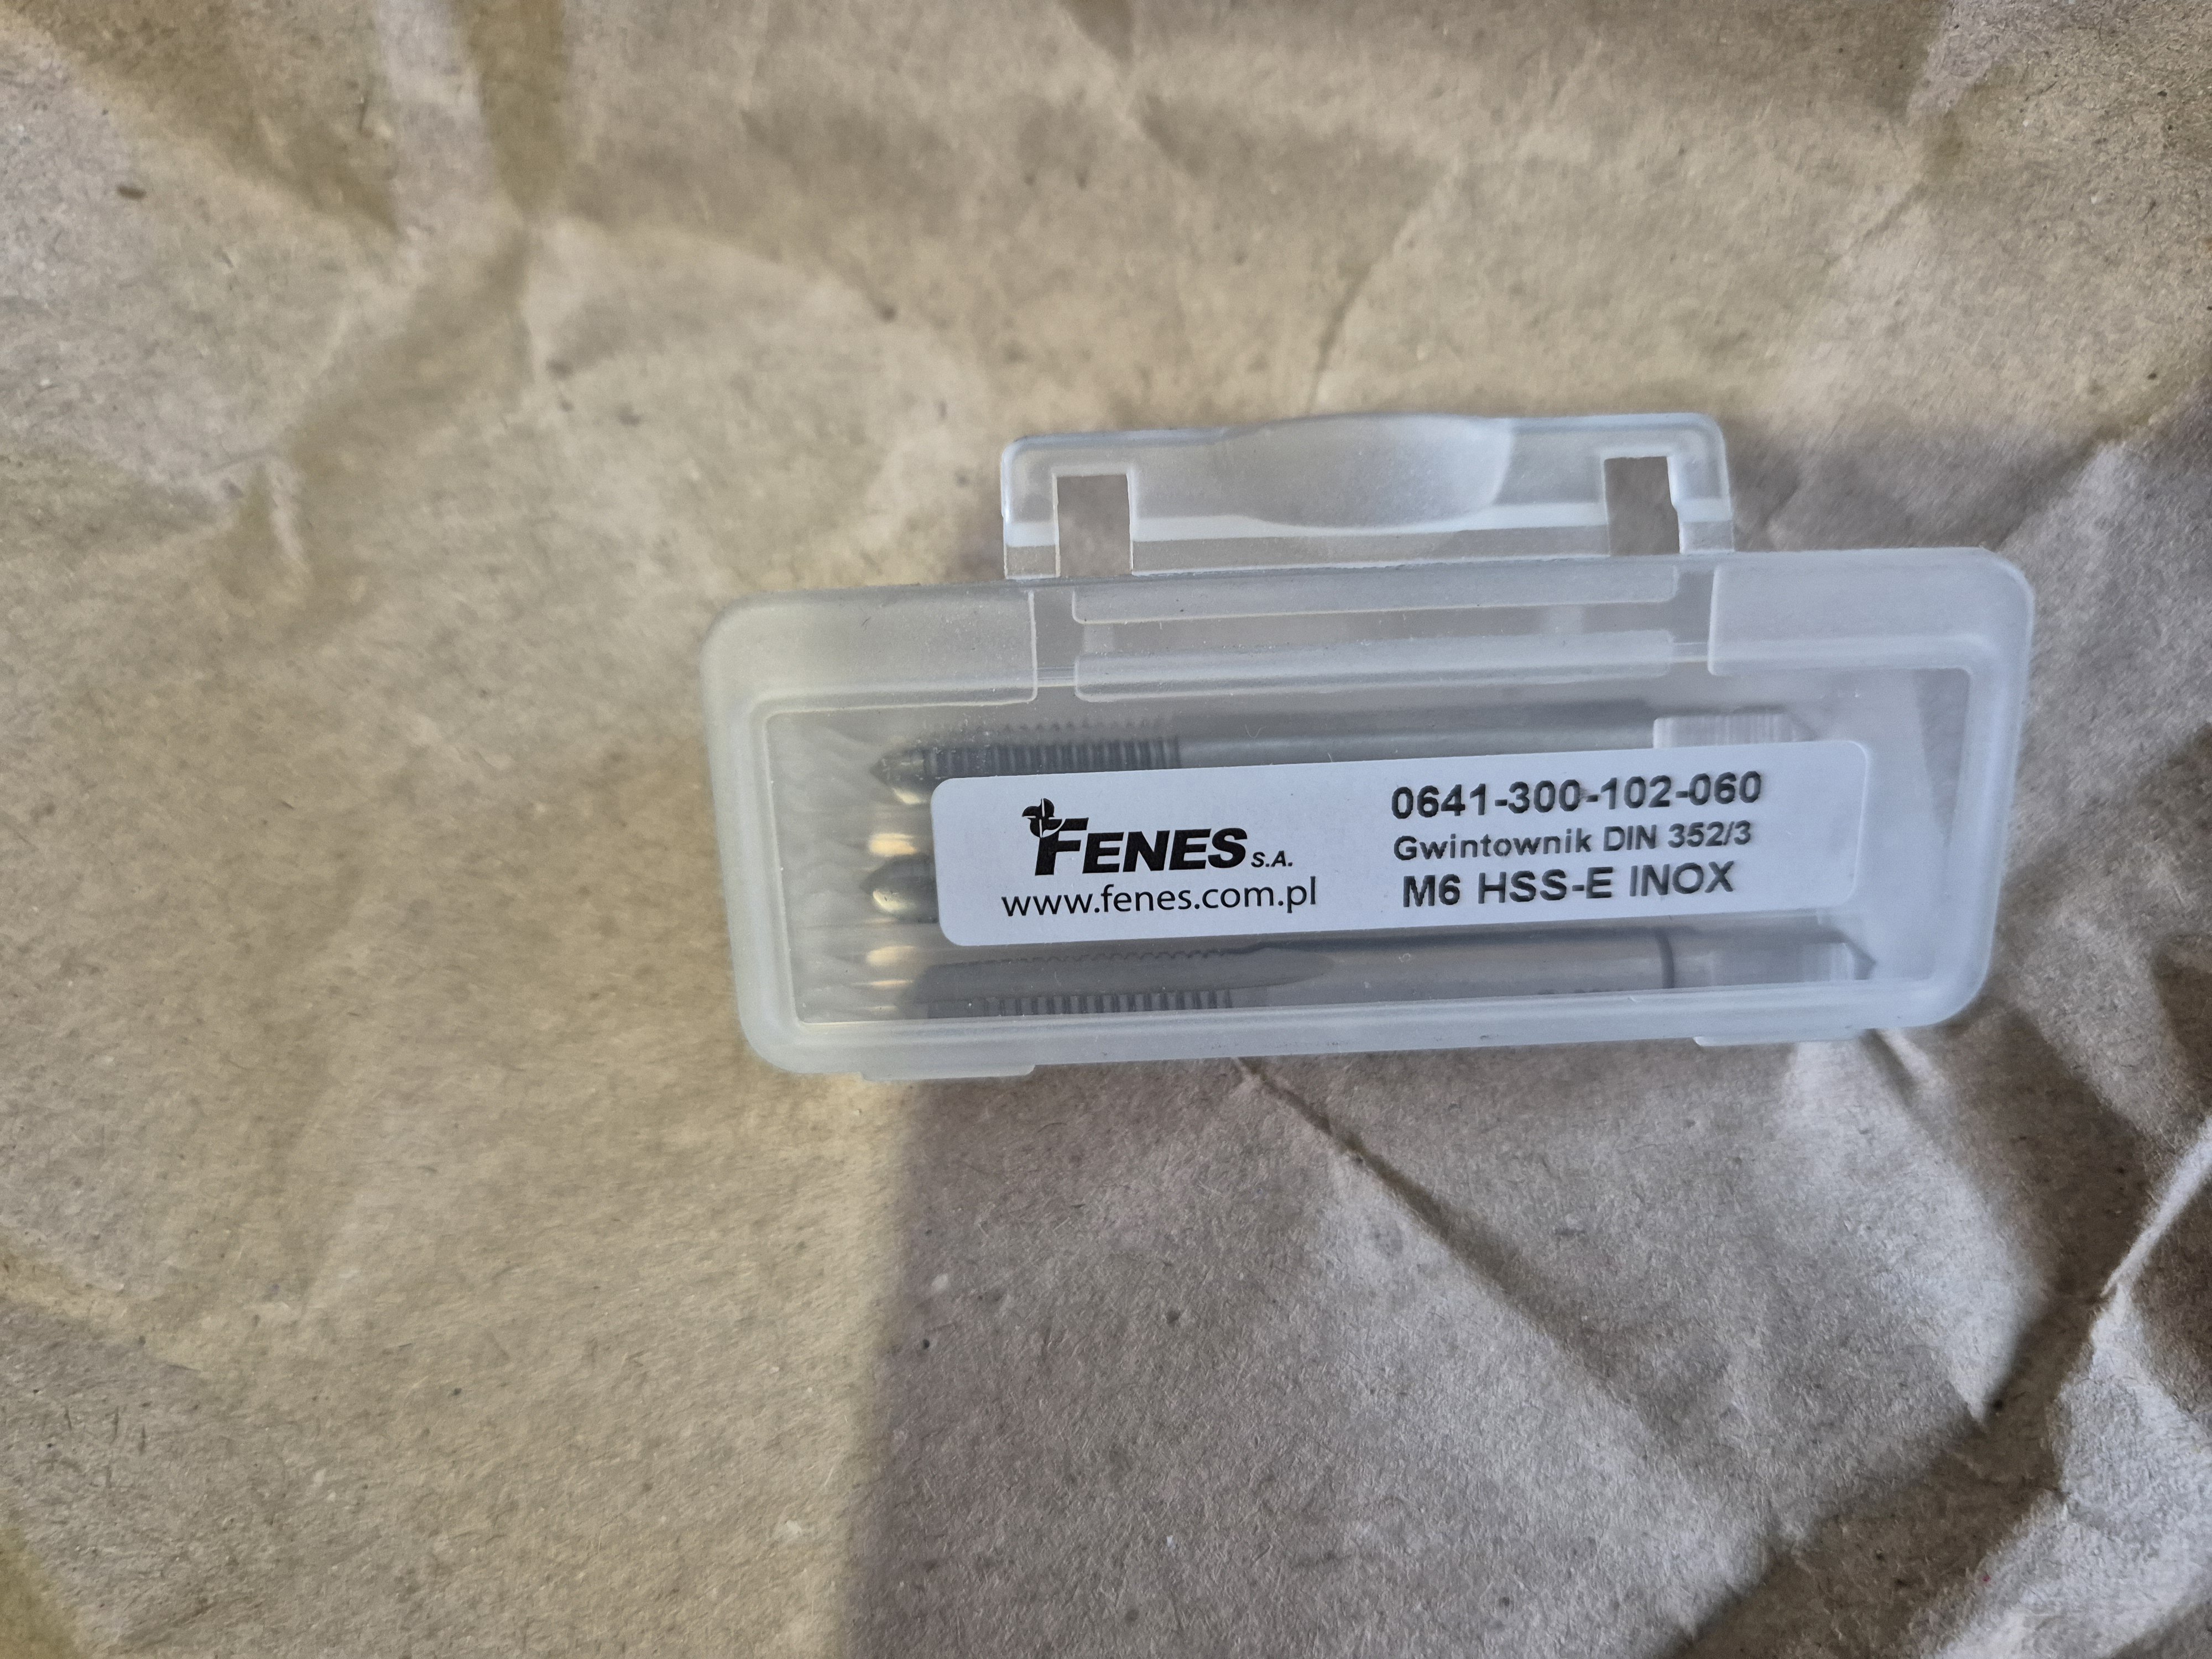 FENES S.A.
www.fenes.com.pl
0641-300-102-060
Gwintownik DIN 352/3
M6 HSS-E INOX